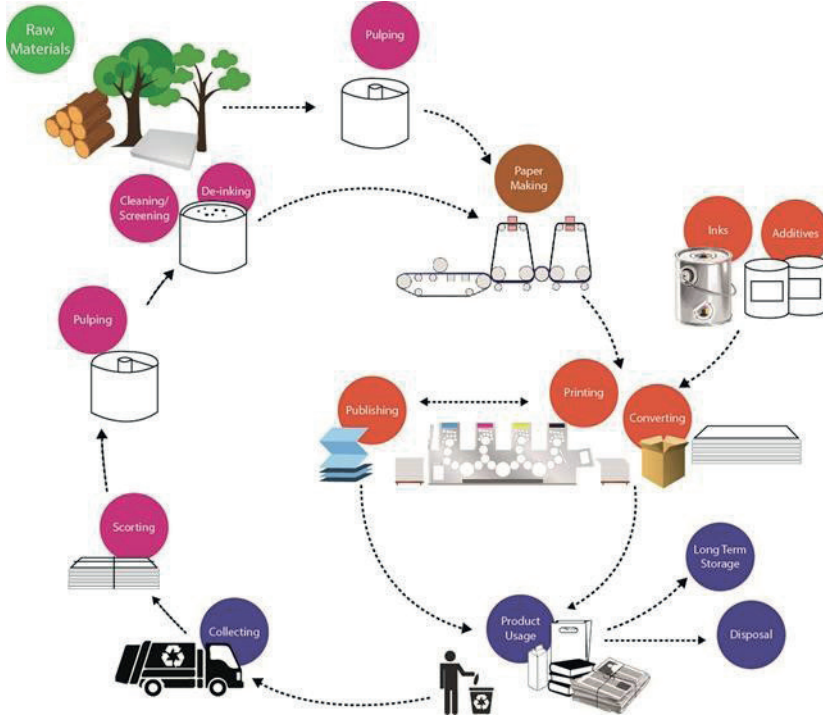 Raw
Materials
Pulping
Paper
Making
De-inking
Cleaning/
Screening
Inks
Additives
Pulping
Printing
Publishing
Converting
Scorting
Long Term
Storage
Product
Usage
Disposal
Collecting